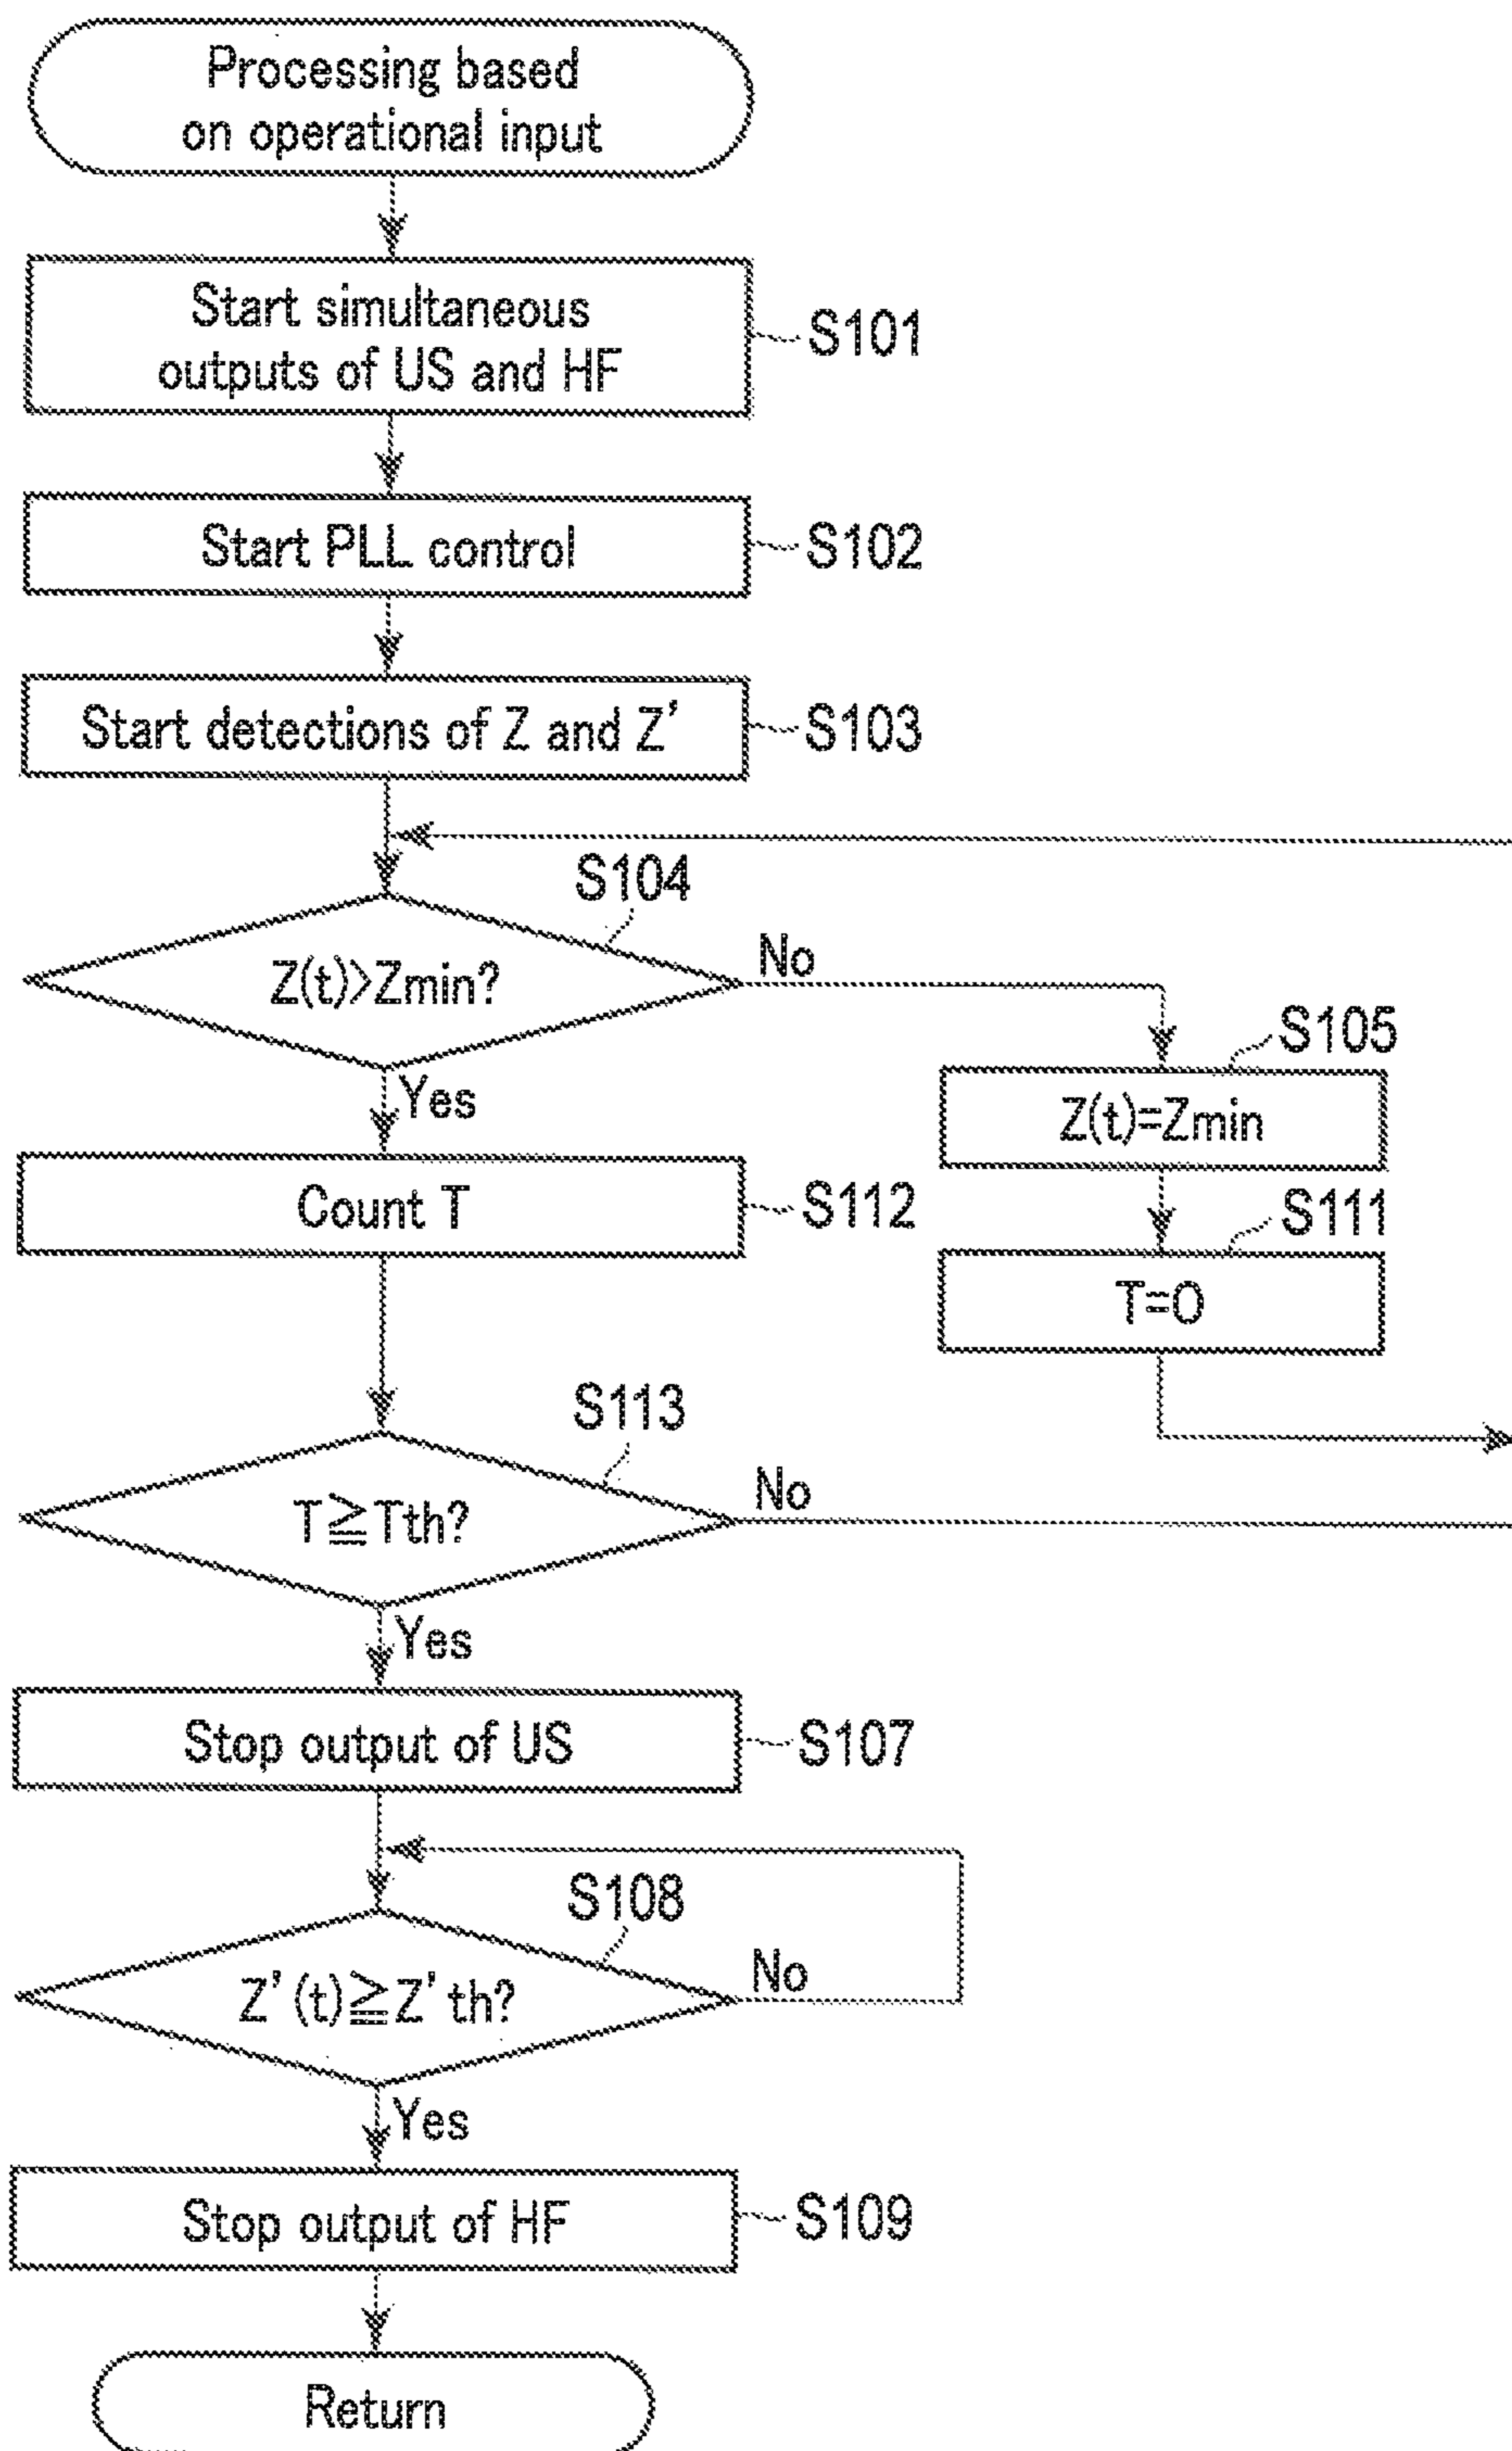 Processing based
on operational input
Start simultaneous
outputs of US and HF
S101
Start PLL control
S102
Start detections of Z and Z'
S103
S104
Z(t)>Zmin?
No
Yes
S105
Z(t)=Zmin
Count T
S112
S111
T=0
S113
T≧Tth?
No
Yes
Stop output of US
S107
S108
Z'(t)≧Z'th?
No
Yes
Stop output of HF
S109
Return